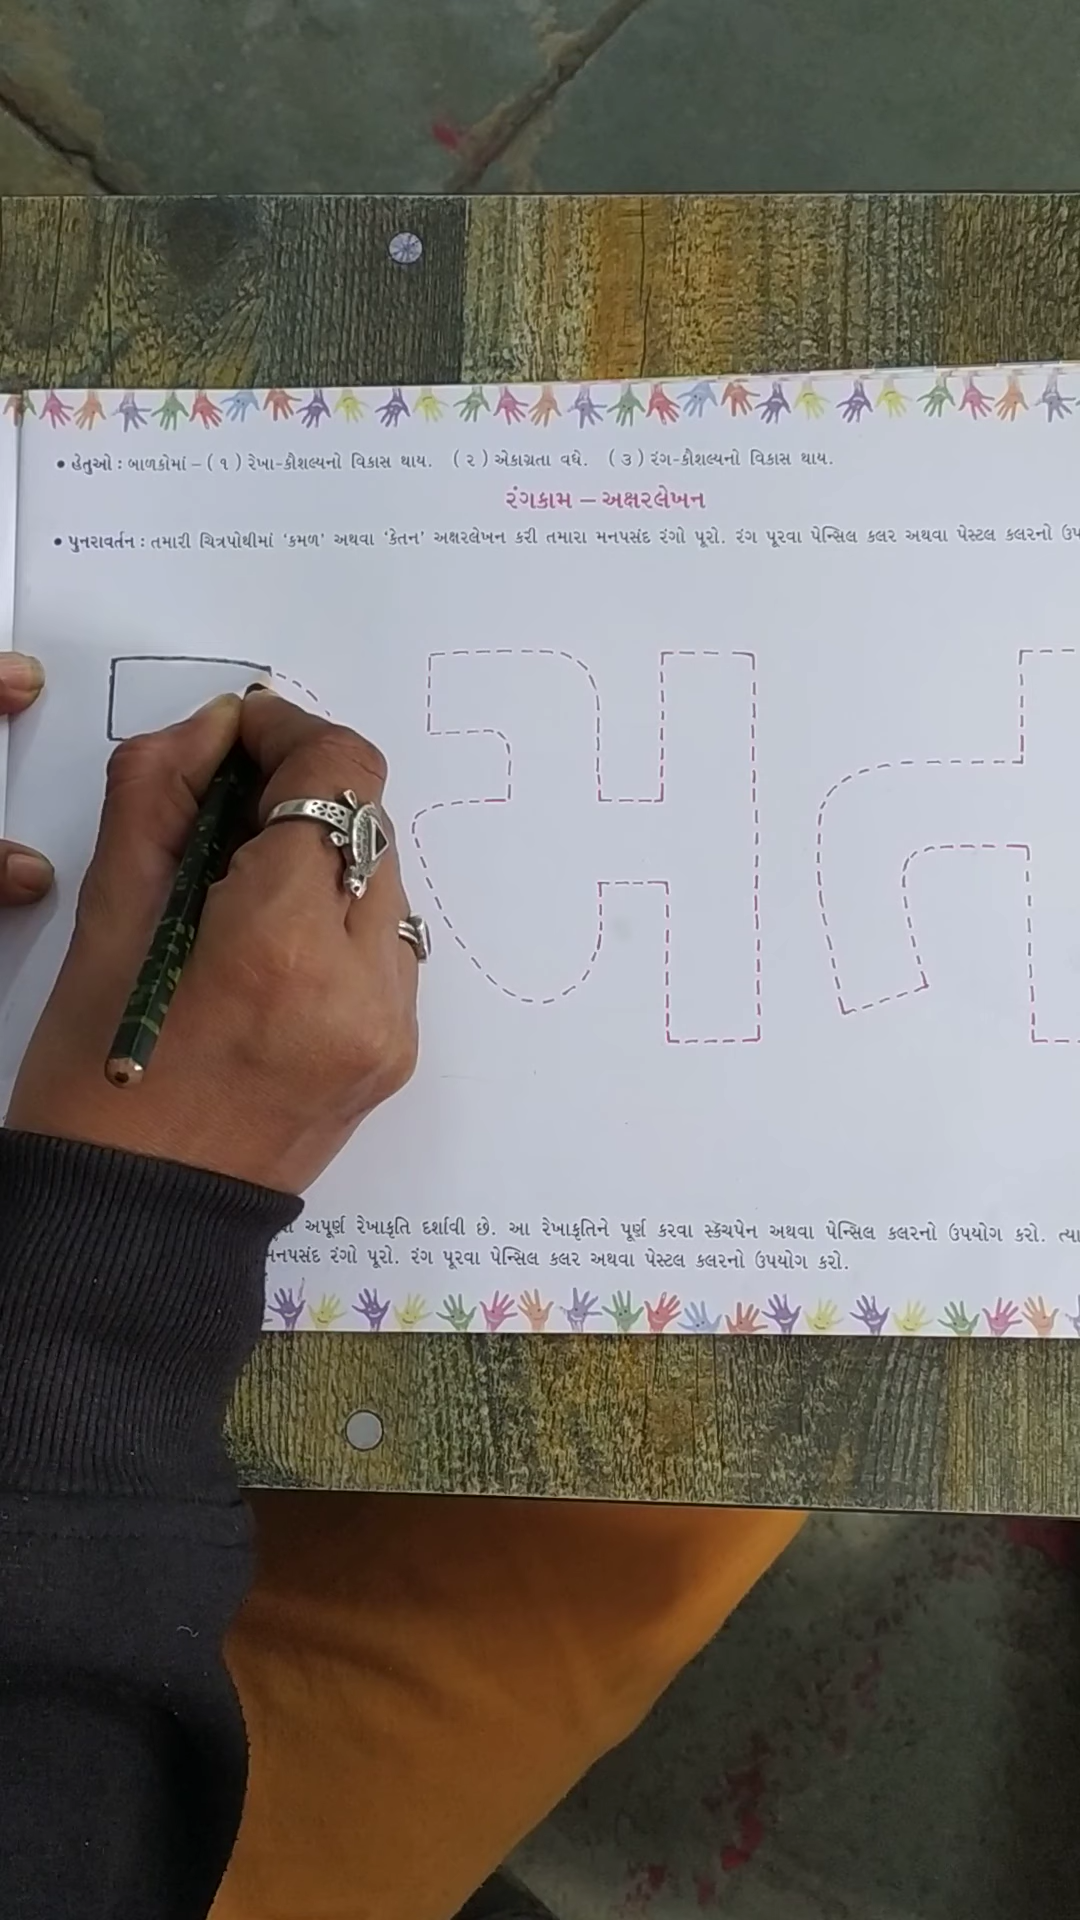 • હેતુઓ : બાળકોમાં – ( ૧ ) રેખા-કૌશલ્યનો વિકાસ થાય. ( ૨ ) એકાગ્રતા વધે. ( ૩ ) રંગ-કૌશલ્યનો વિકાસ થાય.
રંગકામ – અક્ષરલેખન
• પુનરાવર્તન : તમારી ચિત્રપોથીમાં ‘કમળ’ અથવા ‘કેતન’ અક્ષરલેખન કરી તમારા મનપસંદ રંગો પૂરો. રંગ પૂરવા પેન્સિલ કલર અથવા પેસ્ટલ કલરનો
મ ત
અપૂર્ણ રેખાકૃતિ દર્શાવી છે. આ રેખાકૃતિને પૂર્ણ કરવા સ્કેચપેન અથવા પેન્સિલ કલરનો ઉપયોગ કરો.
મનપસંદ રંગો પૂરો. રંગ પૂરવા પેન્સિલ કલર અથવા પેસ્ટલ કલરનો ઉપયોગ કરો.